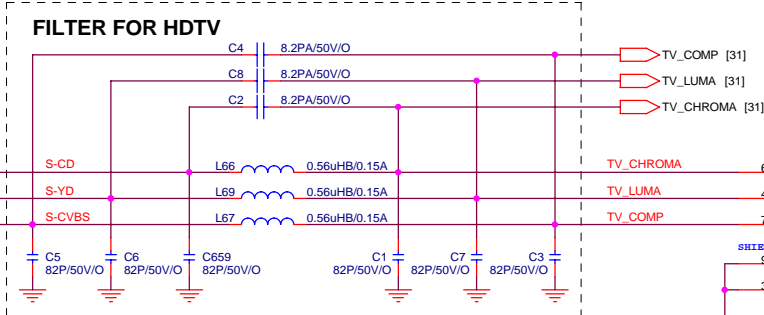 FILTER FOR HDTV
C4 8.2PA/50V/O TV_COMP [31]
C8 8.2PA/50V/O TV_LUMA [31]
C2 8.2PA/50V/O TV_CHROMA [31]
S-CD L66 0.56uHB/0.15A TV_CHROMA
S-YD L69 0.56uHB/0.15A TV_LUMA
S-CVBS L67 0.56uHB/0.15A TV_COMP
C5 C6 C659 C1 C7 C3
82P/50V/O 82P/50V/O 82P/50V/O 82P/50V/O 82P/50V/O 82P/50V/O
SHIE